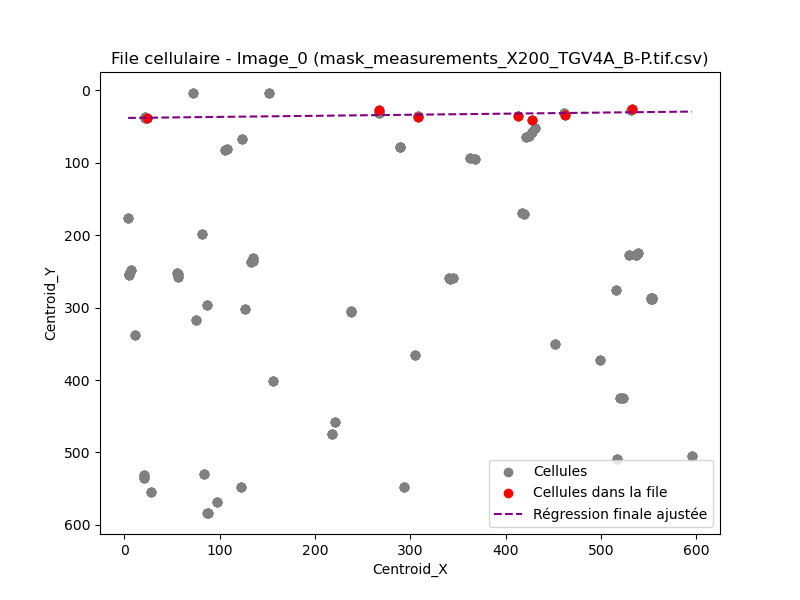 File cellulaire - Image_0 (mask_measurements_X200_TGV4A_B-P.tif.csv)
0
100
200
300
400
500
600
Centroid_Y
0
100
200
300
400
500
600
Centroid_X
Cellules
Cellules dans la file
Régression finale ajustée